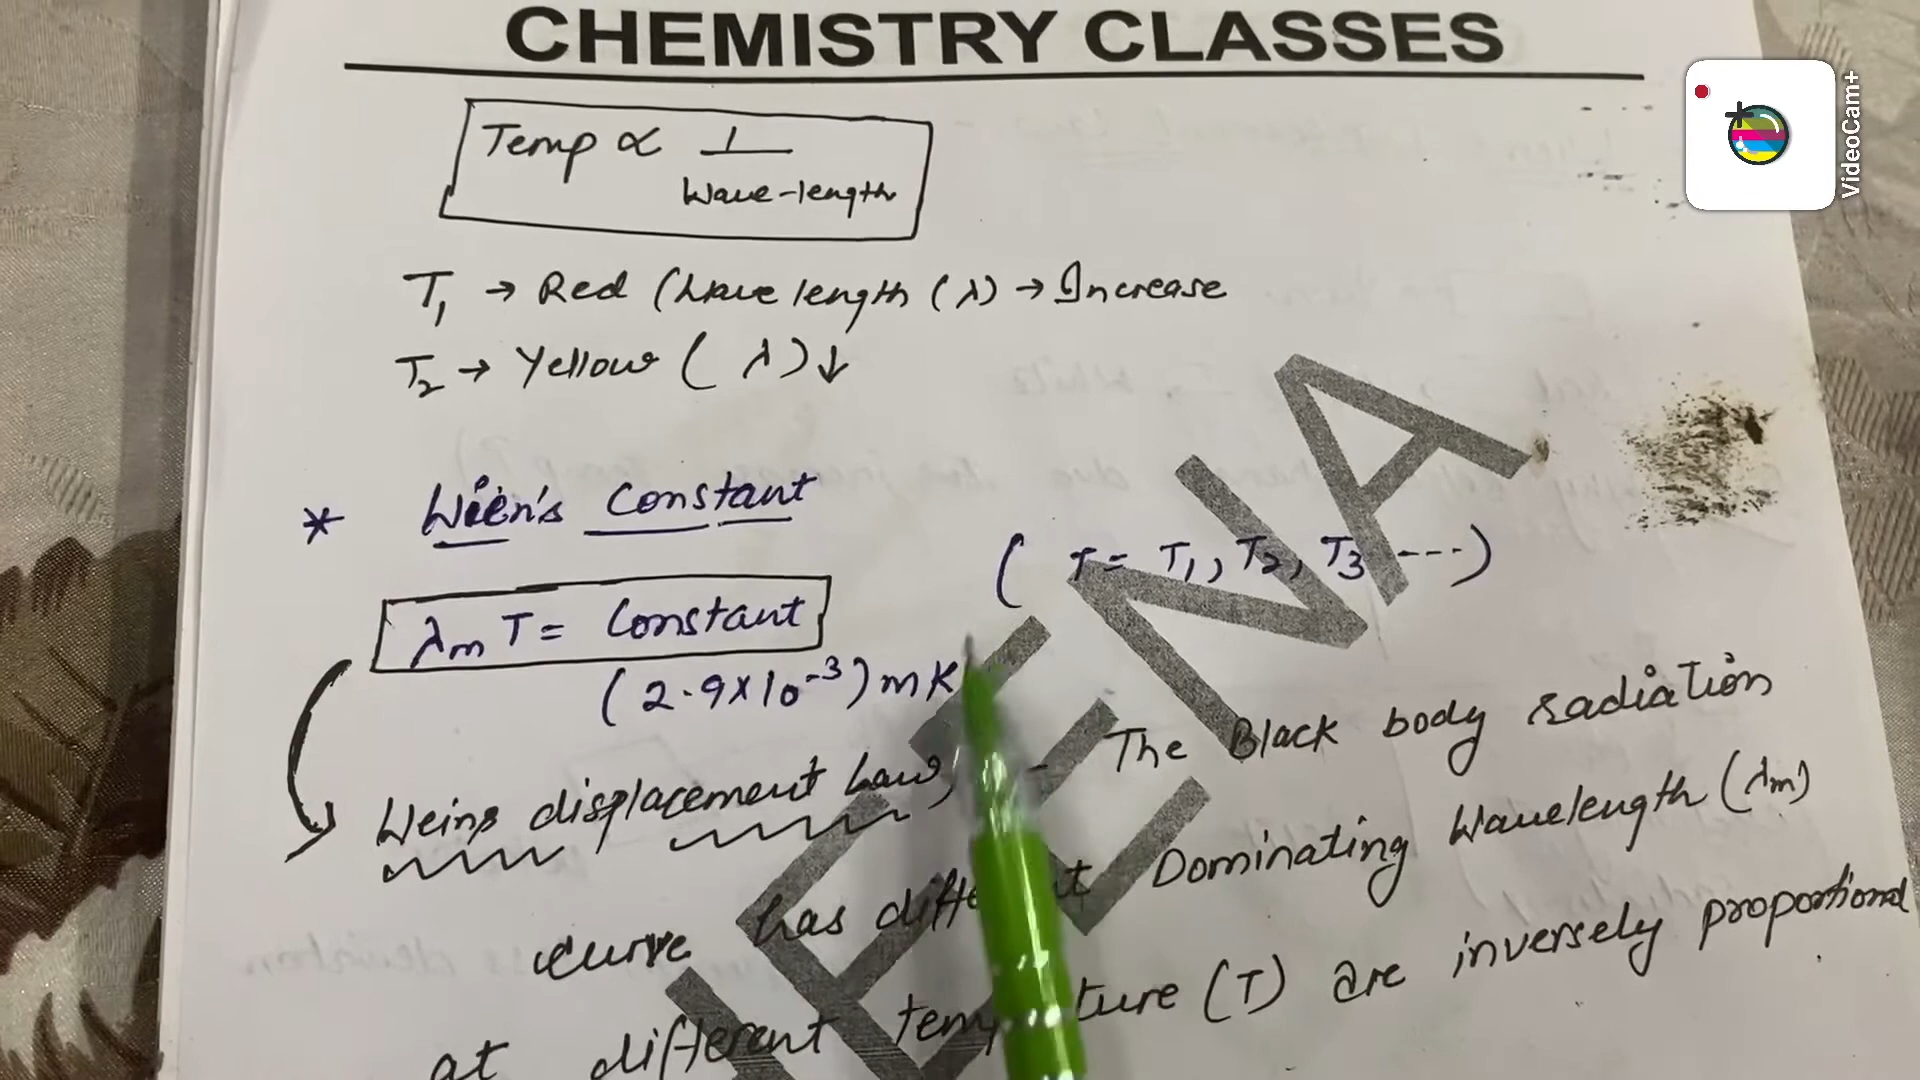 CHEMISTRY CLASSES
Temp ∝ 1
Wave-length
T1 → Red (Wave length (λ) → Increase
T2 → Yellow ( λ)↓
* Wien's Constant
( T = T1, T2, T3 ---)
λm T = Constant
(2.9×10⁻³) mK
Weins displacement Law) - The Black body radiation
curve has different Dominating Wavelength (λm)
at different temperature (T) are inversely proportional
VideoCam+